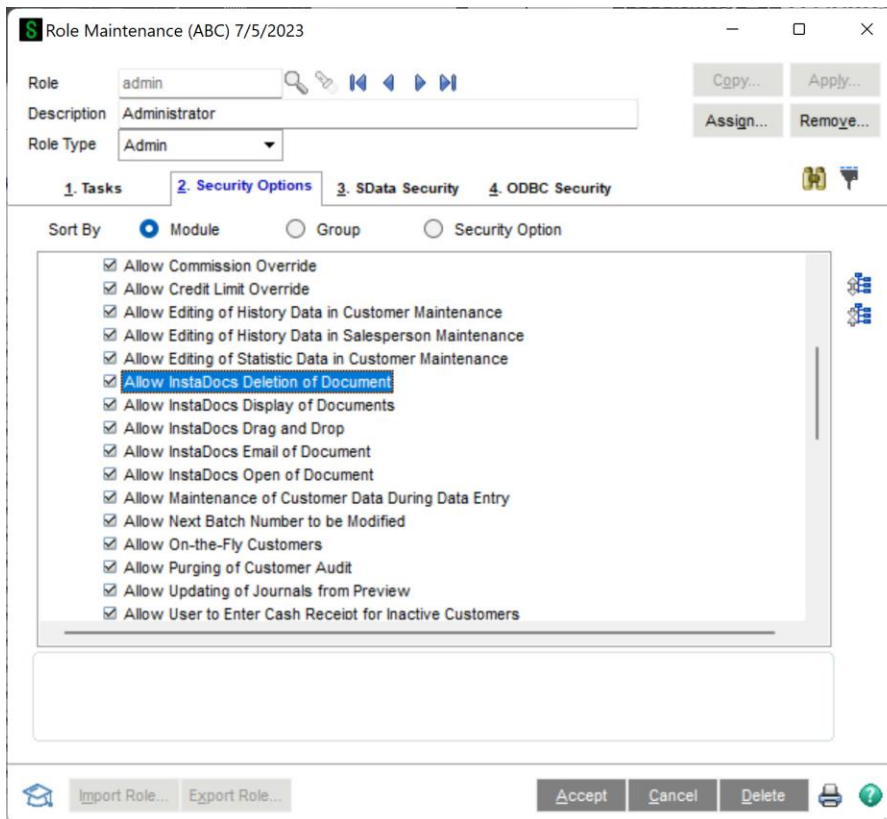 S Role Maintenance (ABC) 7/5/2023
Role admin Copy... Apply...
Description Administrator Assign... Remove...
Role Type Admin
1. Tasks 2. Security Options 3. SData Security 4. ODBC Security
Sort By Module Group Security Option
Allow Commission Override
Allow Credit Limit Override
Allow Editing of History Data in Customer Maintenance
Allow Editing of History Data in Salesperson Maintenance
Allow Editing of Statistic Data in Customer Maintenance
Allow InstaDocs Deletion of Document
Allow InstaDocs Display of Documents
Allow InstaDocs Drag and Drop
Allow InstaDocs Email of Document
Allow InstaDocs Open of Document
Allow Maintenance of Customer Data During Data Entry
Allow Next Batch Number to be Modified
Allow On-the-Fly Customers
Allow Purging of Customer Audit
Allow Updating of Journals from Preview
Allow User to Enter Cash Receipt for Inactive Customers
Import Role... Export Role... Accept Cancel Delete ?